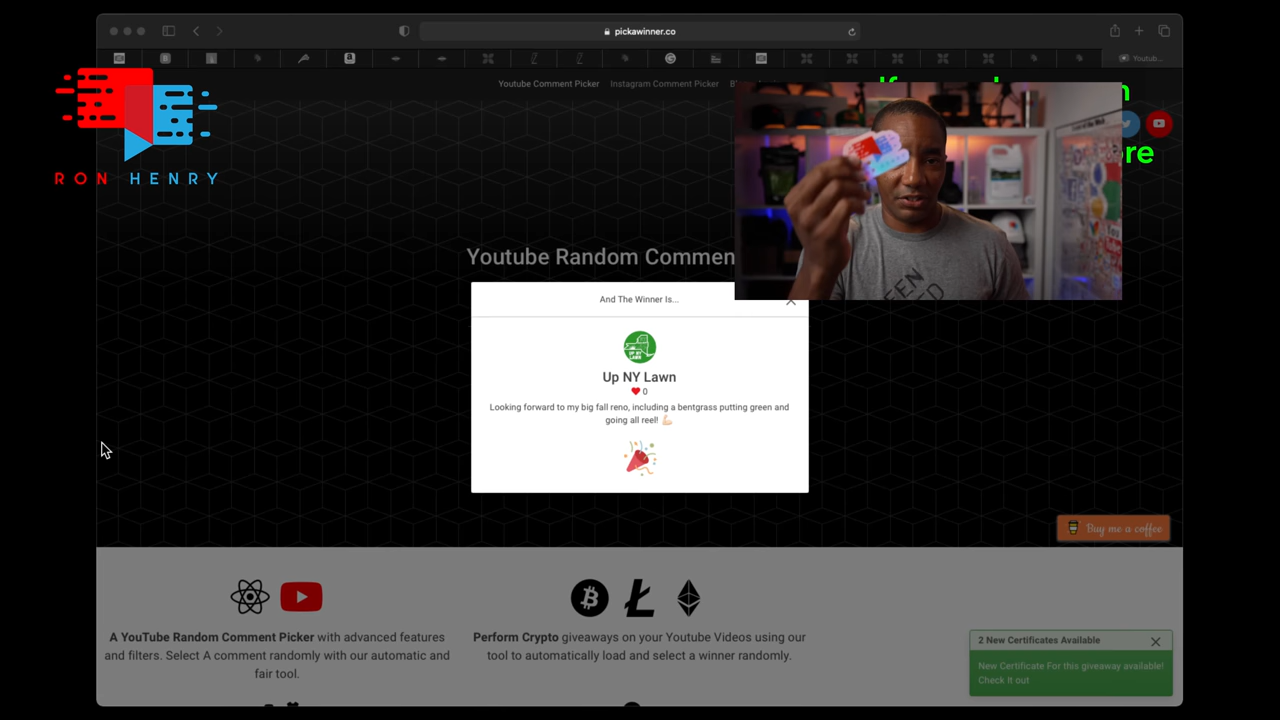 pickawinner.co
Youtub...
Youtube Comment Picker Instagram Comment Picker
RON HENRY
Youtube Random Commen
And The Winner Is...
UP NY
LAWN
Up NY Lawn
0
Looking forward to my big fall reno, including a bentgrass putting green and
going all reel! 💪🏻
Buy me a coffee
A YouTube Random Comment Picker with advanced features
and filters. Select A comment randomly with our automatic and
fair tool.
Perform Crypto giveaways on your Youtube Videos using our
tool to automatically load and select a winner randomly.
2 New Certificates Available
New Certificate For this giveaway available!
Check It out